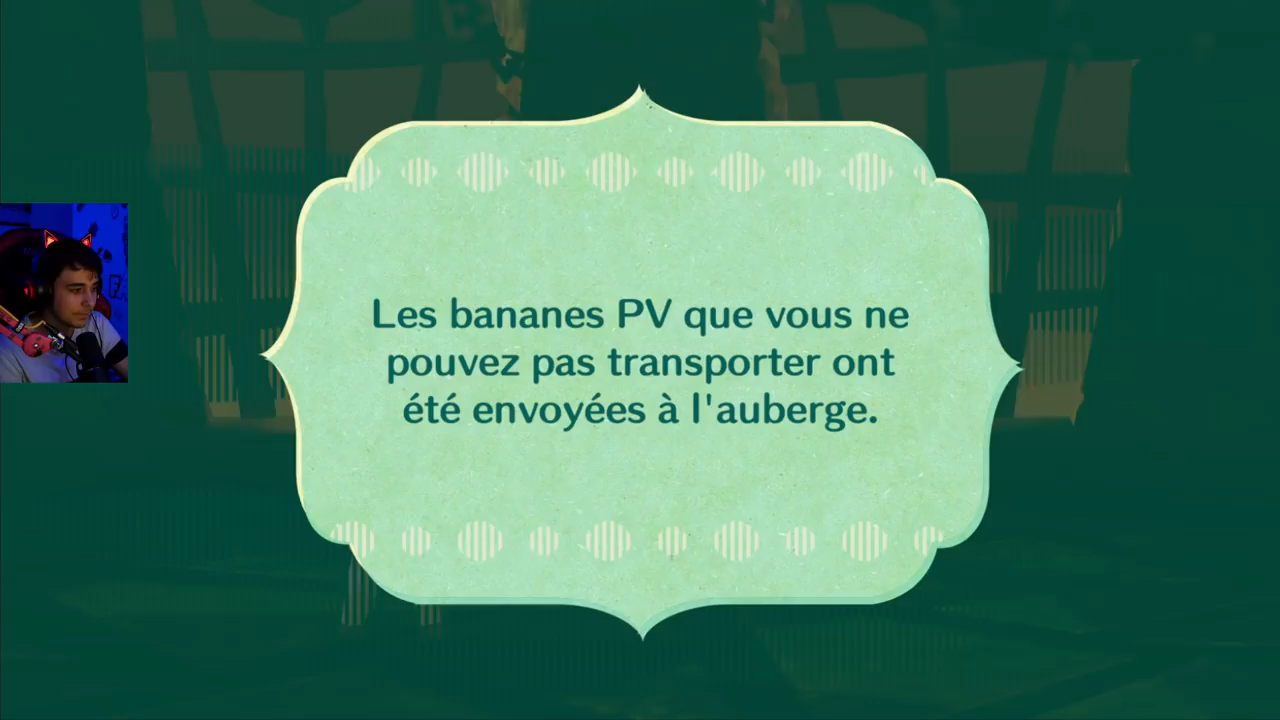 Les bananes PV que vous ne
pouvez pas transporter ont
été envoyées à l'auberge.